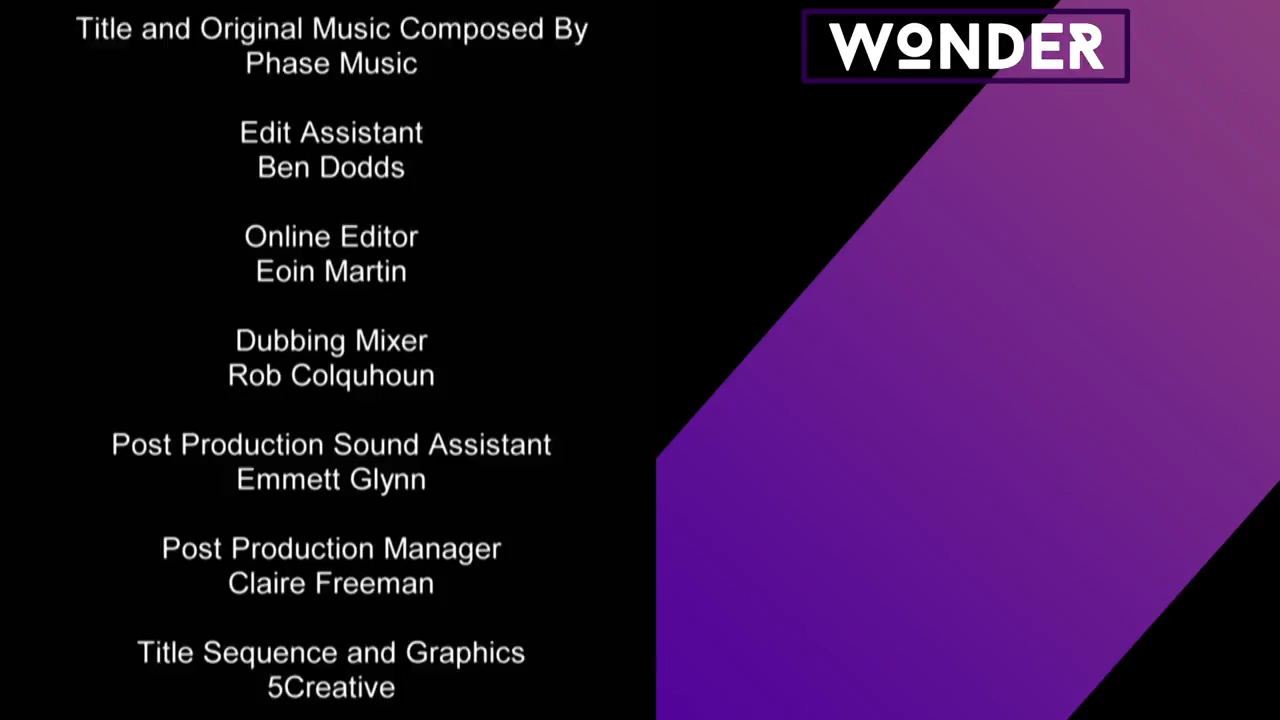 Title and Original Music Composed By
Phase Music
Edit Assistant
Ben Dodds
Online Editor
Eoin Martin
Dubbing Mixer
Rob Colquhoun
Post Production Sound Assistant
Emmett Glynn
Post Production Manager
Claire Freeman
Title Sequence and Graphics
5Creative
WONDER